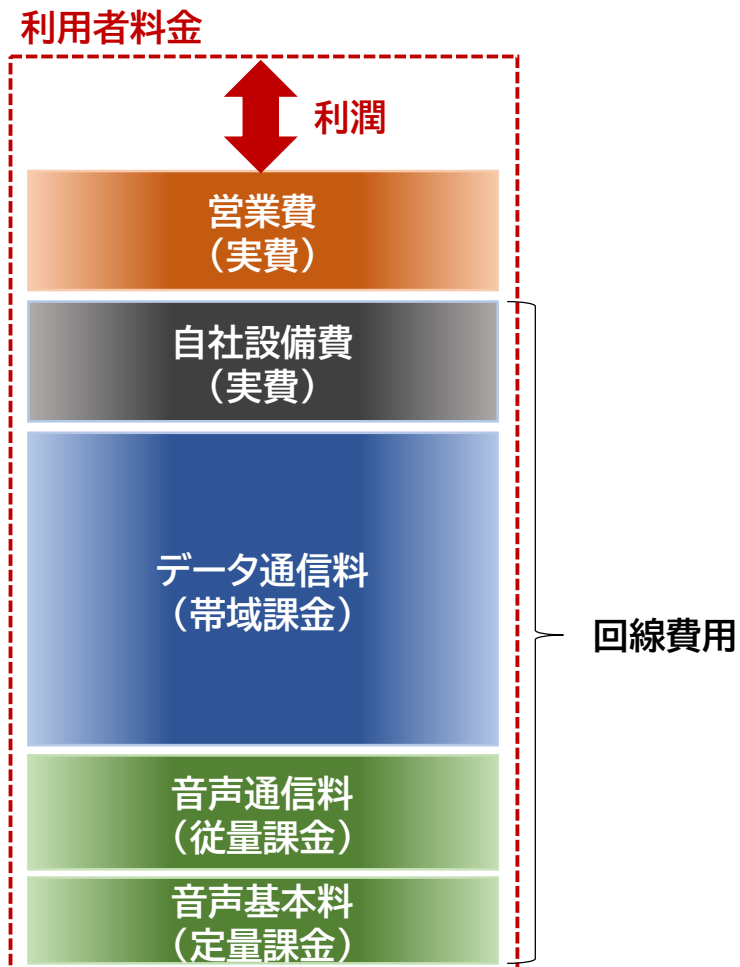 利用者料金
利潤
営業費
（実費）
自社設備費
（実費）
データ通信料
（帯域課金）
回線費用
音声通信料
（従量課金）
音声基本料
（定量課金）